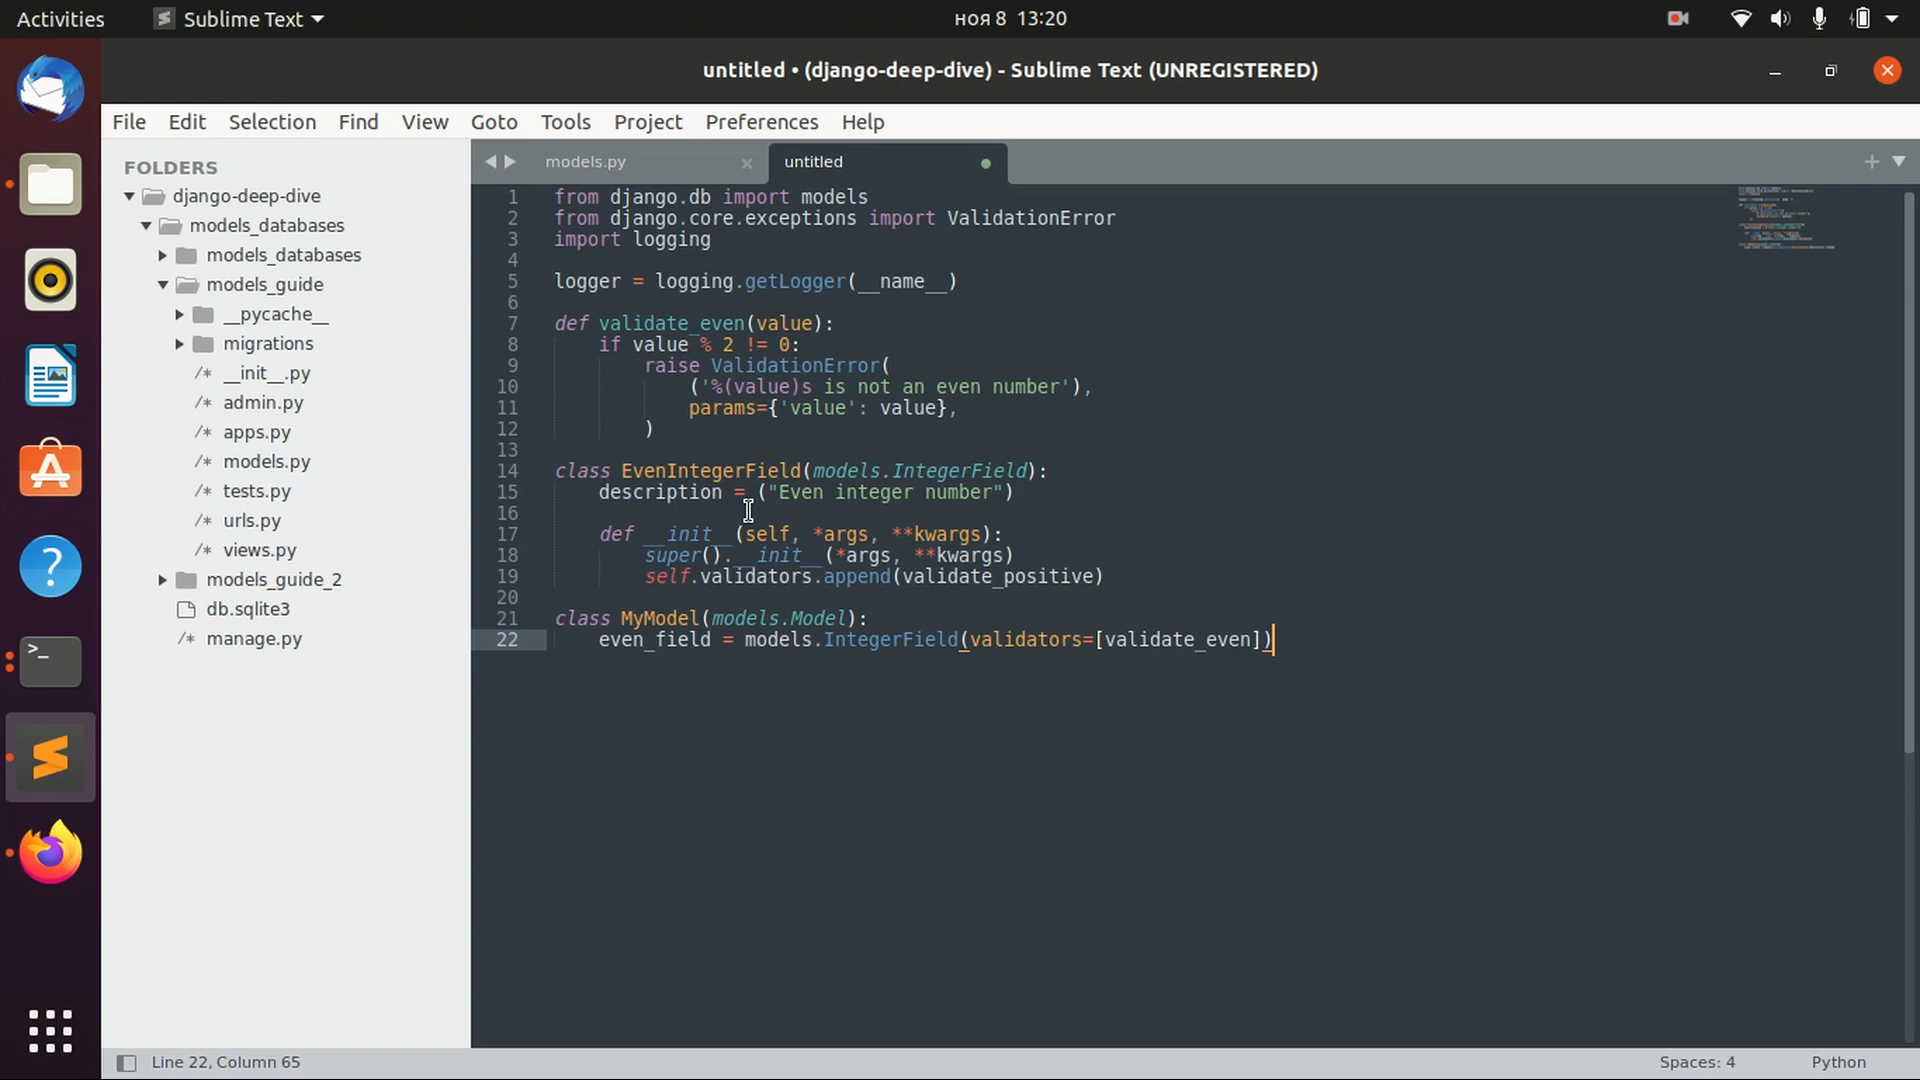 Activities Sublime Text ноя 8 13:20
untitled • (django-deep-dive) - Sublime Text (UNREGISTERED)
File Edit Selection Find View Goto Tools Project Preferences Help
FOLDERS
django-deep-dive
models_databases
models_databases
models_guide
__pycache__
migrations
/* __init__.py
/* admin.py
/* apps.py
/* models.py
/* tests.py
/* urls.py
/* views.py
models_guide_2
db.sqlite3
/* manage.py
models.py untitled
1 from django.db import models
2 from django.core.exceptions import ValidationError
3 import logging
4
5 logger = logging.getLogger(__name__)
6
7 def validate_even(value):
8 if value % 2 != 0:
9 raise ValidationError(
10 ('%(value)s is not an even number'),
11 params={'value': value},
12 )
13
14 class EvenIntegerField(models.IntegerField):
15 description = ("Even integer number")
16
17 def __init__(self, *args, **kwargs):
18 super().__init__(*args, **kwargs)
19 self.validators.append(validate_positive)
20
21 class MyModel(models.Model):
22 even_field = models.IntegerField(validators=[validate_even])
Line 22, Column 65 Spaces: 4 Python